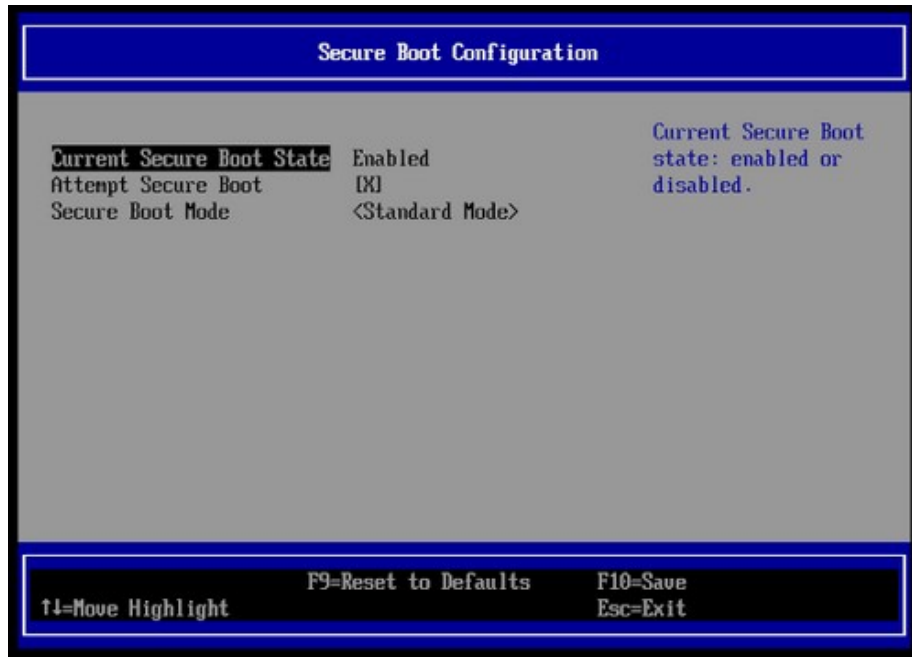 Secure Boot Configuration
Current Secure Boot State Enabled Current Secure Boot
Attempt Secure Boot [X] state: enabled or
Secure Boot Mode <Standard Mode> disabled.
F9=Reset to Defaults F10=Save
↑↓=Move Highlight Esc=Exit